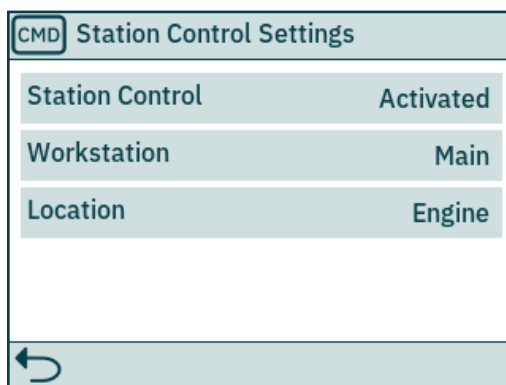 CMD Station Control Settings
Station Control Activated
Workstation Main
Location Engine